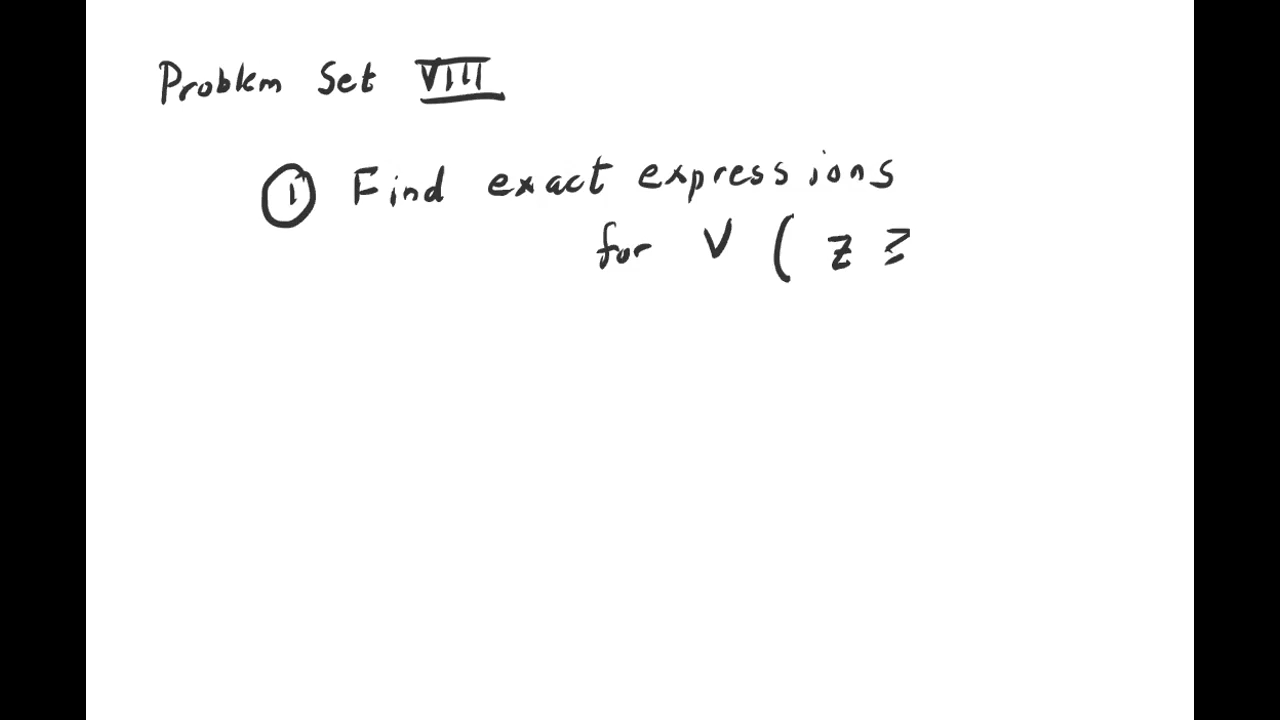 Problem Set VIII
① Find exact expressions
for V ( z ≥